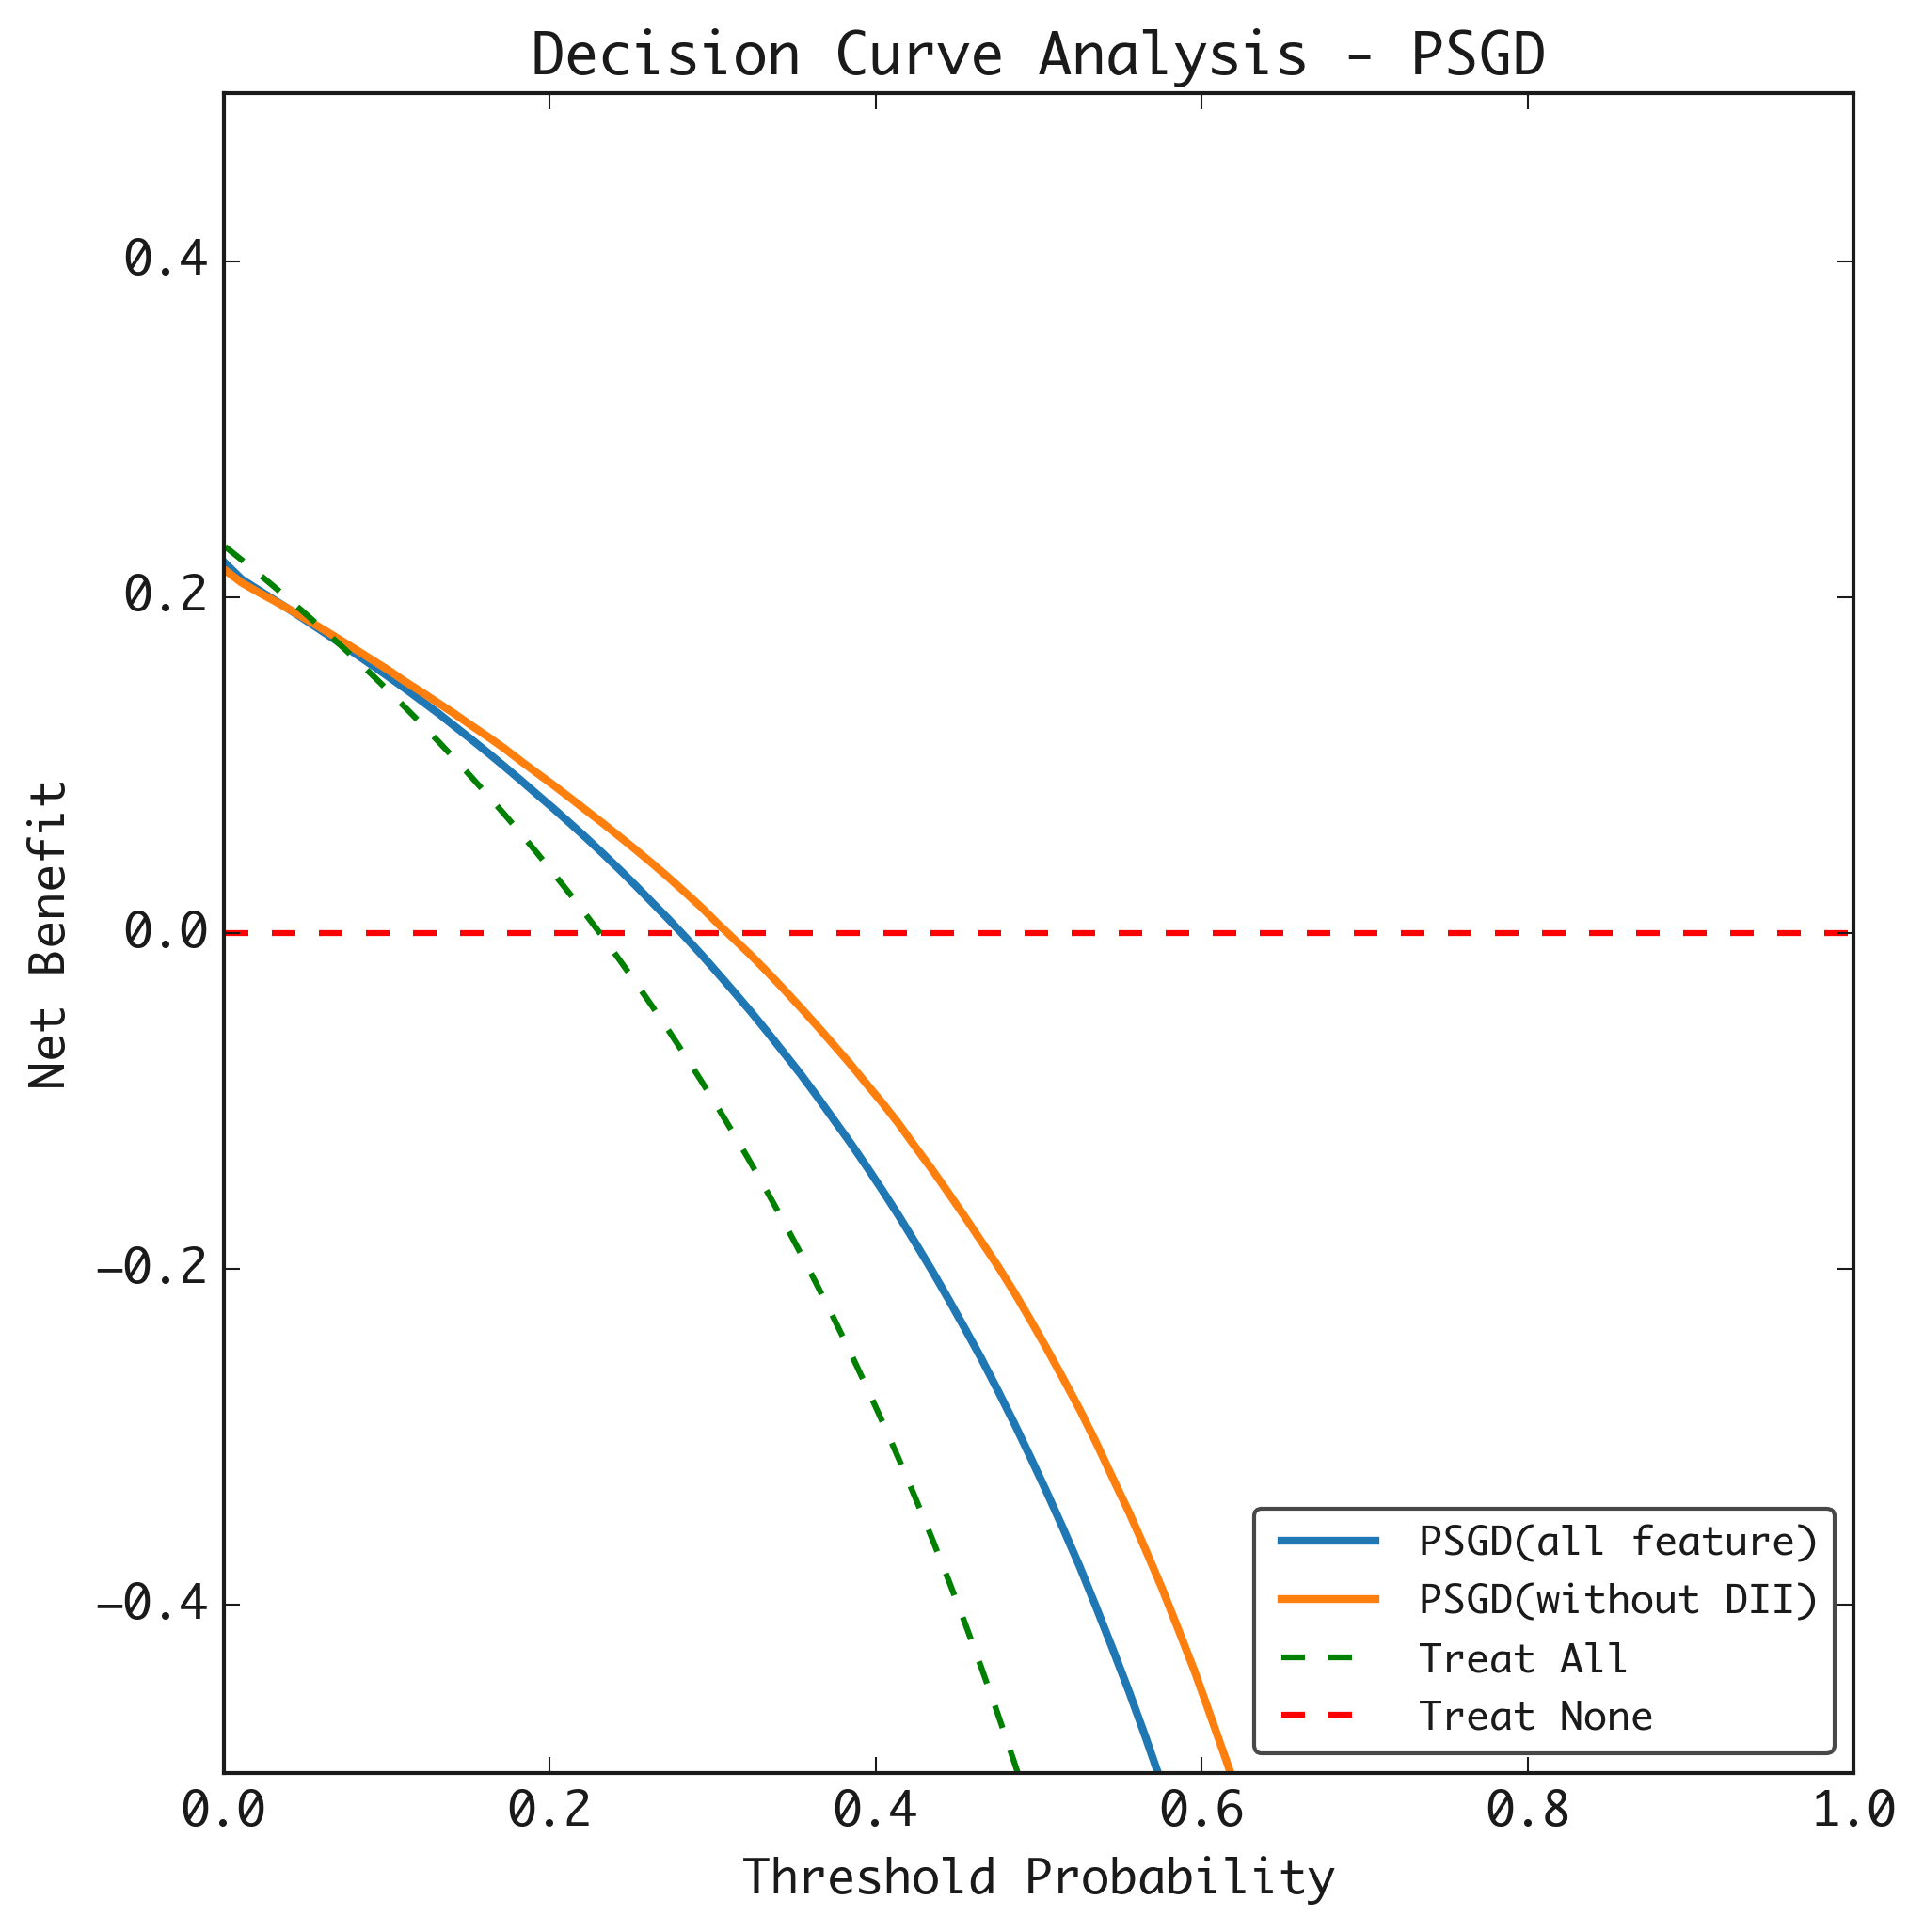 Decision Curve Analysis - PSGD
Net Benefit
0.4
0.2
0.0
−0.2
−0.4
0.0 0.2 0.4 0.6 0.8 1.0
Threshold Probability
PSGD(all feature)
PSGD(without DII)
Treat All
Treat None